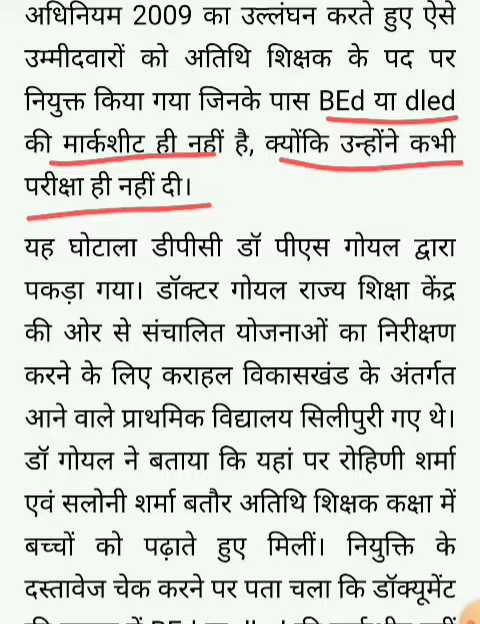 अधिनियम 2009 का उल्लंघन करते हुए ऐसे
उम्मीदवारों को अतिथि शिक्षक के पद पर
नियुक्त किया गया जिनके पास BEd या dled
की मार्कशीट ही नहीं है, क्योंकि उन्होंने कभी
परीक्षा ही नहीं दी।
यह घोटाला डीपीसी डॉ पीएस गोयल द्वारा
पकड़ा गया। डॉक्टर गोयल राज्य शिक्षा केंद्र
की ओर से संचालित योजनाओं का निरीक्षण
करने के लिए कराहल विकासखंड के अंतर्गत
आने वाले प्राथमिक विद्यालय सिलीपुरी गए थे।
डॉ गोयल ने बताया कि यहां पर रोहिणी शर्मा
एवं सलोनी शर्मा बतौर अतिथि शिक्षक कक्षा में
बच्चों को पढ़ाते हुए मिलीं। नियुक्ति के
दस्तावेज चेक करने पर पता चला कि डॉक्यूमेंट